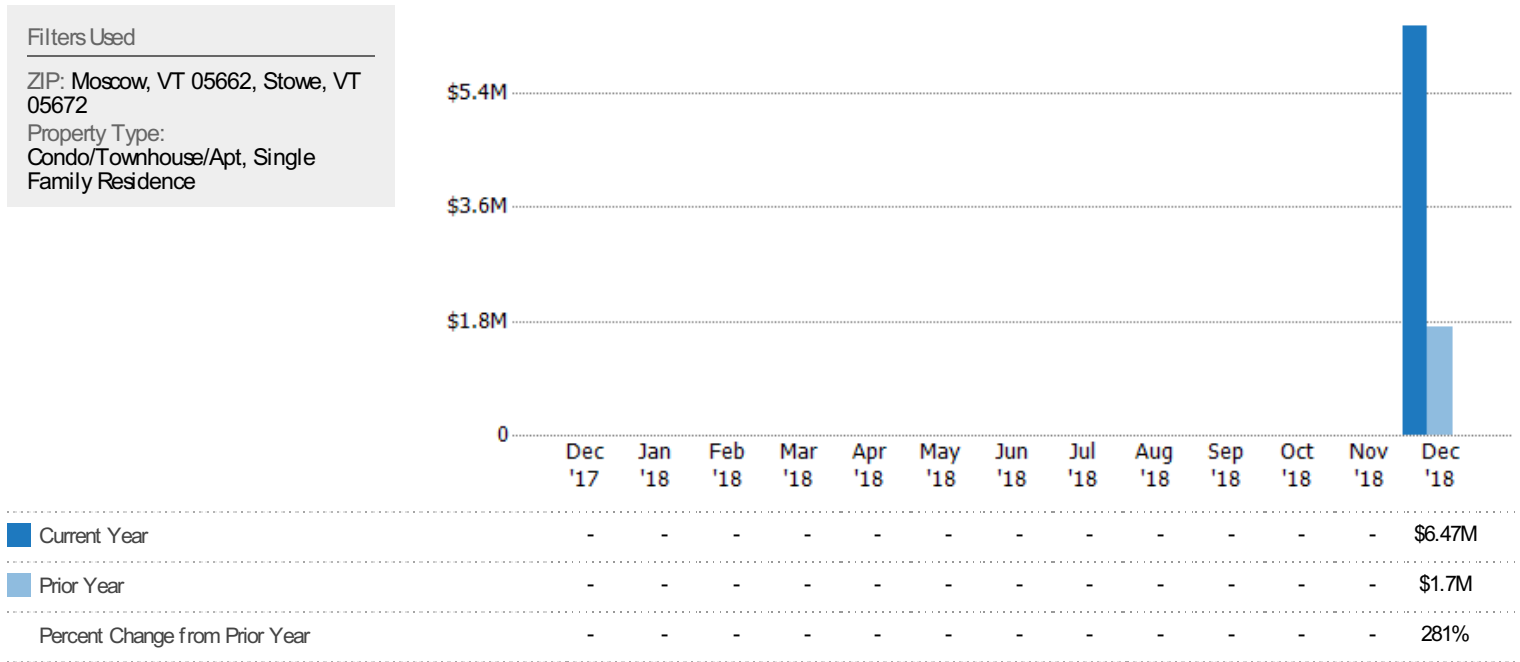 Filters Used
ZIP: Moscow, VT 05662, Stowe, VT
05672
Property Type:
Condo/Townhouse/Apt, Single
Family Residence
$5.4M
$3.6M
$1.8M
0
Dec Jan Feb Mar Apr May Jun Jul Aug Sep Oct Nov Dec
'17 '18 '18 '18 '18 '18 '18 '18 '18 '18 '18 '18 '18
Current Year - - - - - - - - - - - - $6.47M
Prior Year - - - - - - - - - - - - $1.7M
Percent Change from Prior Year - - - - - - - - - - - - 281%